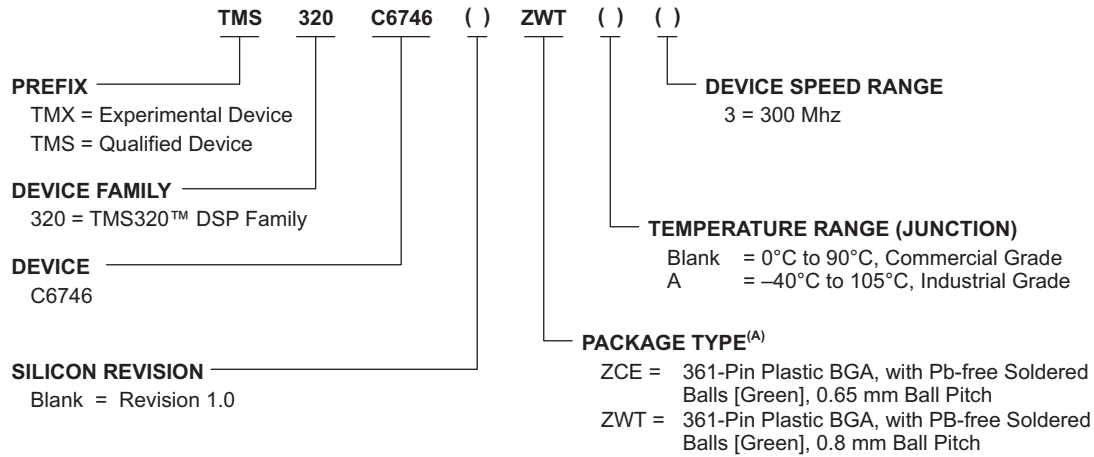 TMS 320 C6746 ( ) ZWT ( ) ( )
PREFIX
TMX = Experimental Device
TMS = Qualified Device
DEVICE FAMILY
320 = TMS320™ DSP Family
DEVICE
C6746
SILICON REVISION
Blank = Revision 1.0
DEVICE SPEED RANGE
3 = 300 Mhz
TEMPERATURE RANGE (JUNCTION)
Blank = 0°C to 90°C, Commercial Grade
A = –40°C to 105°C, Industrial Grade
PACKAGE TYPE(A)
ZCE = 361-Pin Plastic BGA, with Pb-free Soldered
Balls [Green], 0.65 mm Ball Pitch
ZWT = 361-Pin Plastic BGA, with PB-free Soldered
Balls [Green], 0.8 mm Ball Pitch